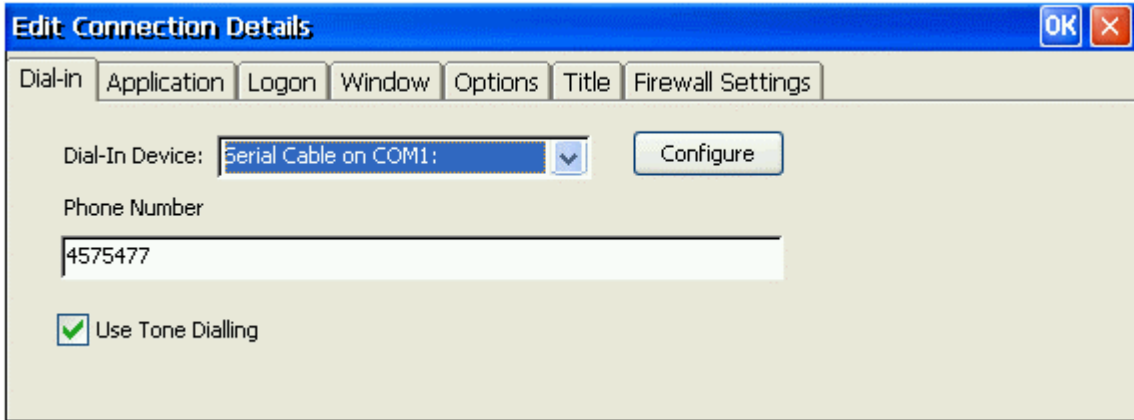 Edit Connection Details OK
Dial-in Application Logon Window Options Title Firewall Settings
Dial-In Device: Serial Cable on COM1: Configure
Phone Number
4575477
Use Tone Dialling